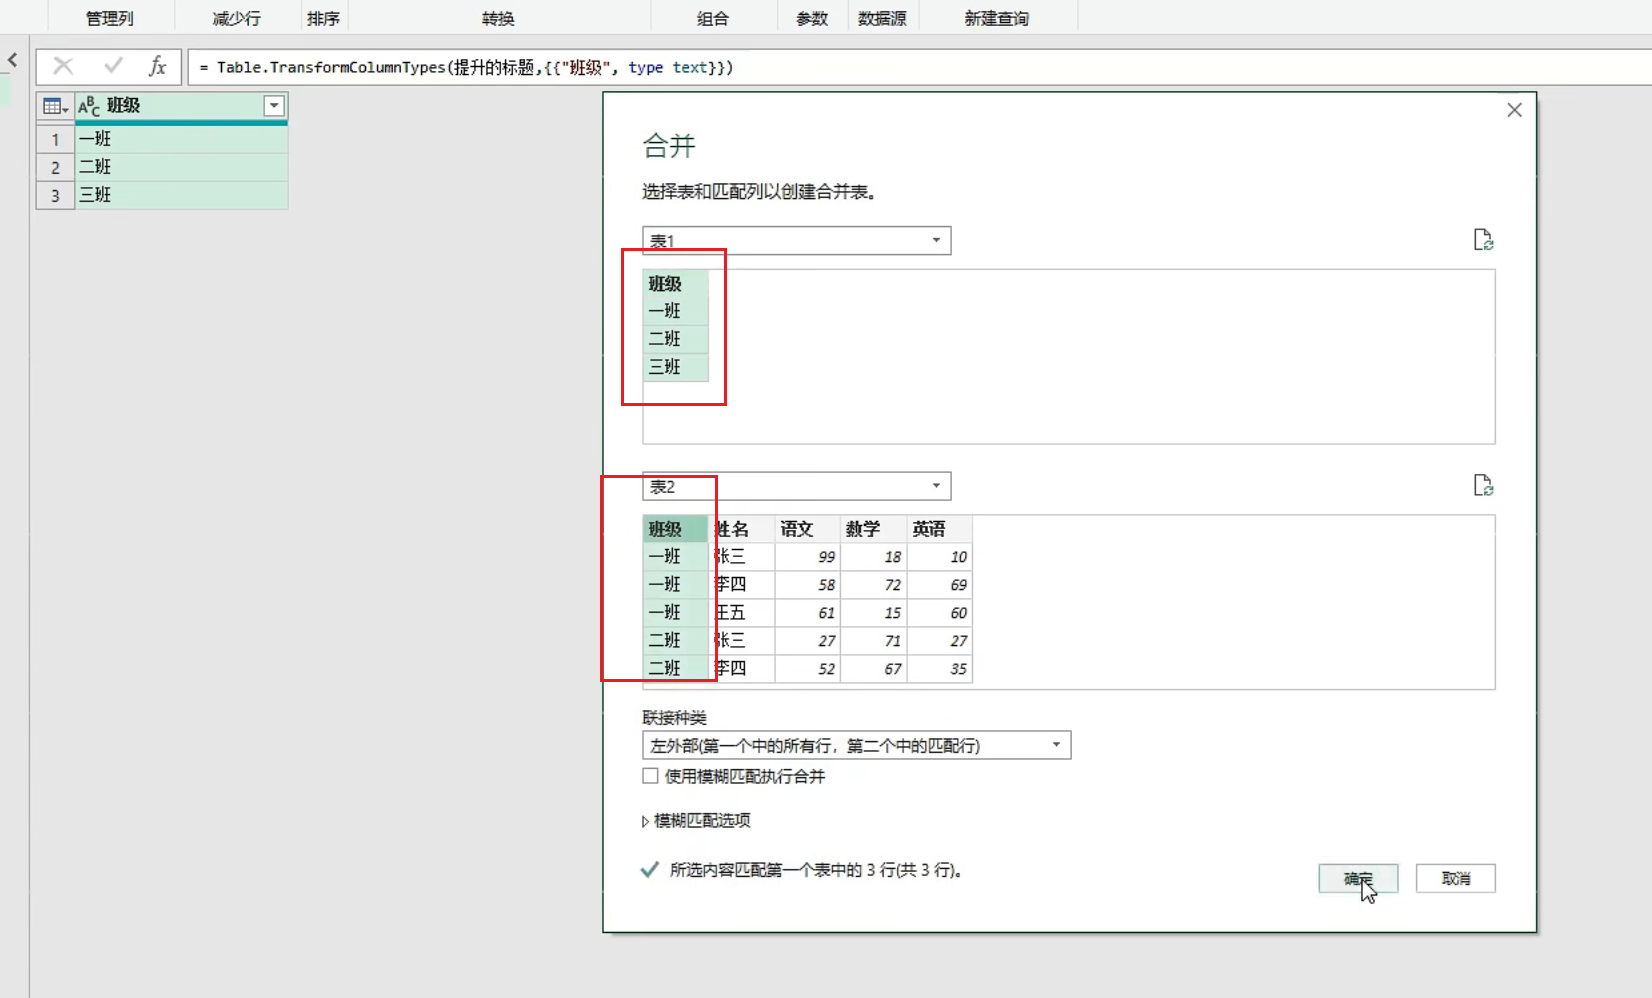 管理列 减少行 排序 转换 组合 参数 数据源 新建查询
fx = Table.TransformColumnTypes(提升的标题,{{"班级", type text}})
ABC 班级
1 一班
2 二班
3 三班
合并
选择表和匹配列以创建合并表。
表1
班级
一班
二班
三班
表2
班级 姓名 语文 数学 英语
一班 张三 99 18 10
一班 李四 58 72 69
一班 王五 61 15 60
二班 张三 27 71 27
二班 李四 52 67 35
联接种类
左外部(第一个中的所有行，第二个中的匹配行)
使用模糊匹配执行合并
模糊匹配选项
所选内容匹配第一个表中的 3 行(共 3 行)。
确定 取消